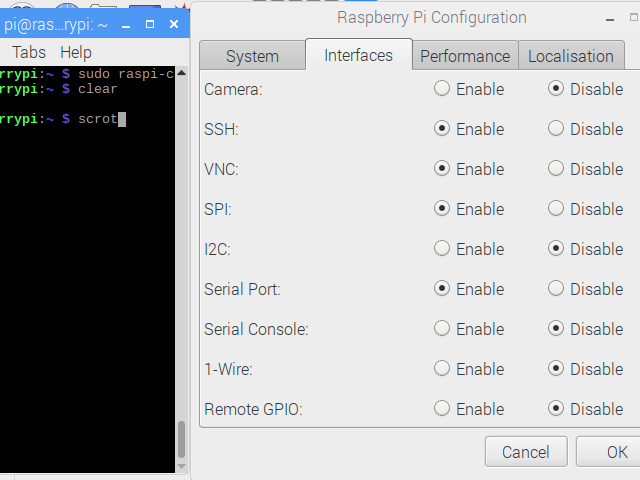 pi@ras...rypi: ~
Tabs Help
rrypi:~ $ sudo raspi-c
rrypi:~ $ clear
rrypi:~ $ scrot
Raspberry Pi Configuration
System Interfaces Performance Localisation
Camera: Enable Disable
SSH: Enable Disable
VNC: Enable Disable
SPI: Enable Disable
I2C: Enable Disable
Serial Port: Enable Disable
Serial Console: Enable Disable
1-Wire: Enable Disable
Remote GPIO: Enable Disable
Cancel OK